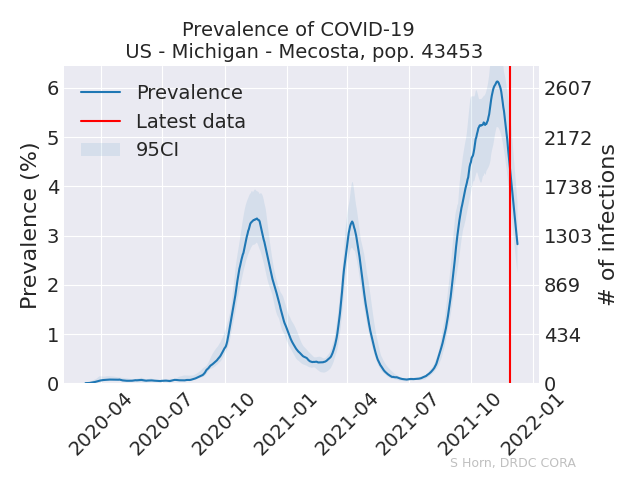 Prevalence of COVID-19
US - Michigan - Mecosta, pop. 43453
Prevalence
Latest data
95CI
Prevalence (%)
6
5
4
3
2
1
0
2607
2172
1738
1303
869
434
0
# of infections
2020-04
2020-07
2020-10
2021-01
2021-04
2021-07
2021-10
2022-01
S Horn, DRDC CORA